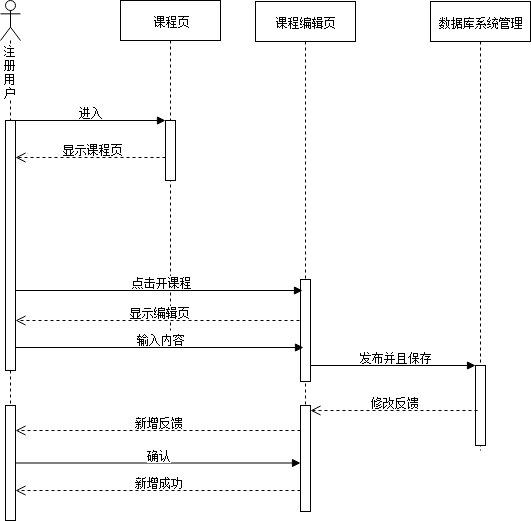 课程页
课程编辑页
数据库系统管理
注册用户
进入
显示课程页
点击开课程
显示编辑页
输入内容
发布并且保存
修改反馈
新增反馈
确认
新增成功